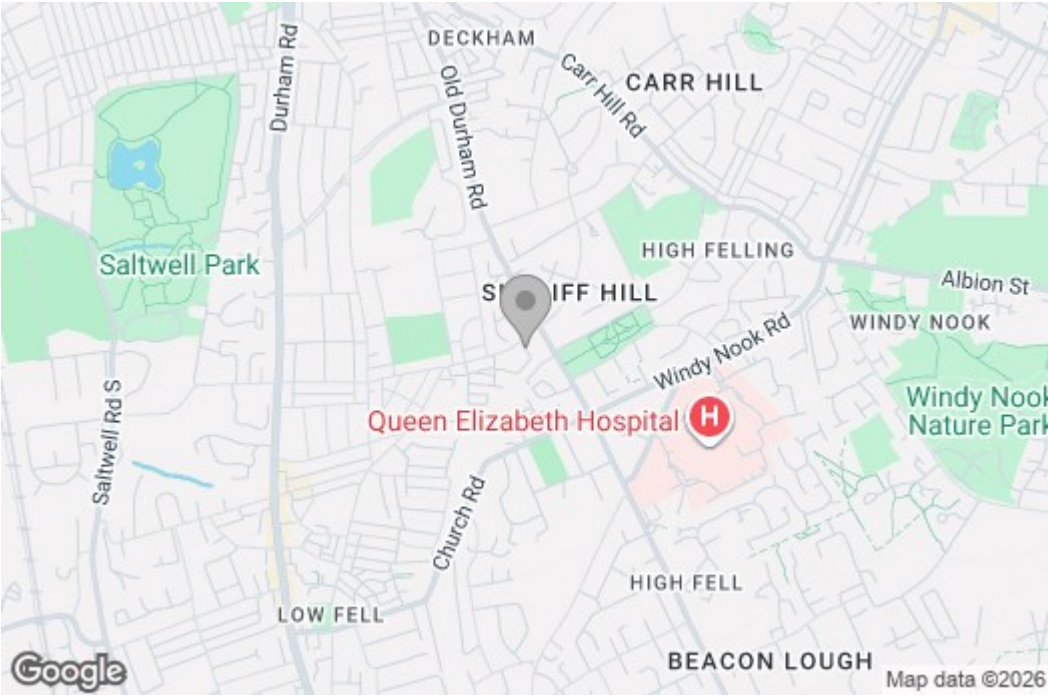 DECKHAM
Durham Rd
Old Durham Rd
Carr Hill Rd
CARR HILL
HIGH FELLING
Saltwell Park
Albion St
IFF HILL
WINDY NOOK
Windy Nook Rd
Saltwell Rd S
Windy Nook
Nature Park
Queen Elizabeth Hospital
H
Church Rd
HIGH FELL
LOW FELL
BEACON LOUGH
Google
Map data ©2026